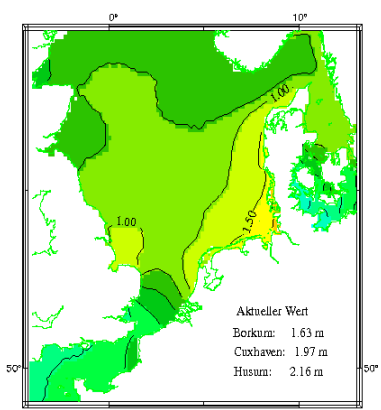 0° 10°
1.00
1.00
1.50
Aktueller Wert
Borkum: 1.63 m
Cuxhaven: 1.97 m
Husum: 2.16 m
50° 50°